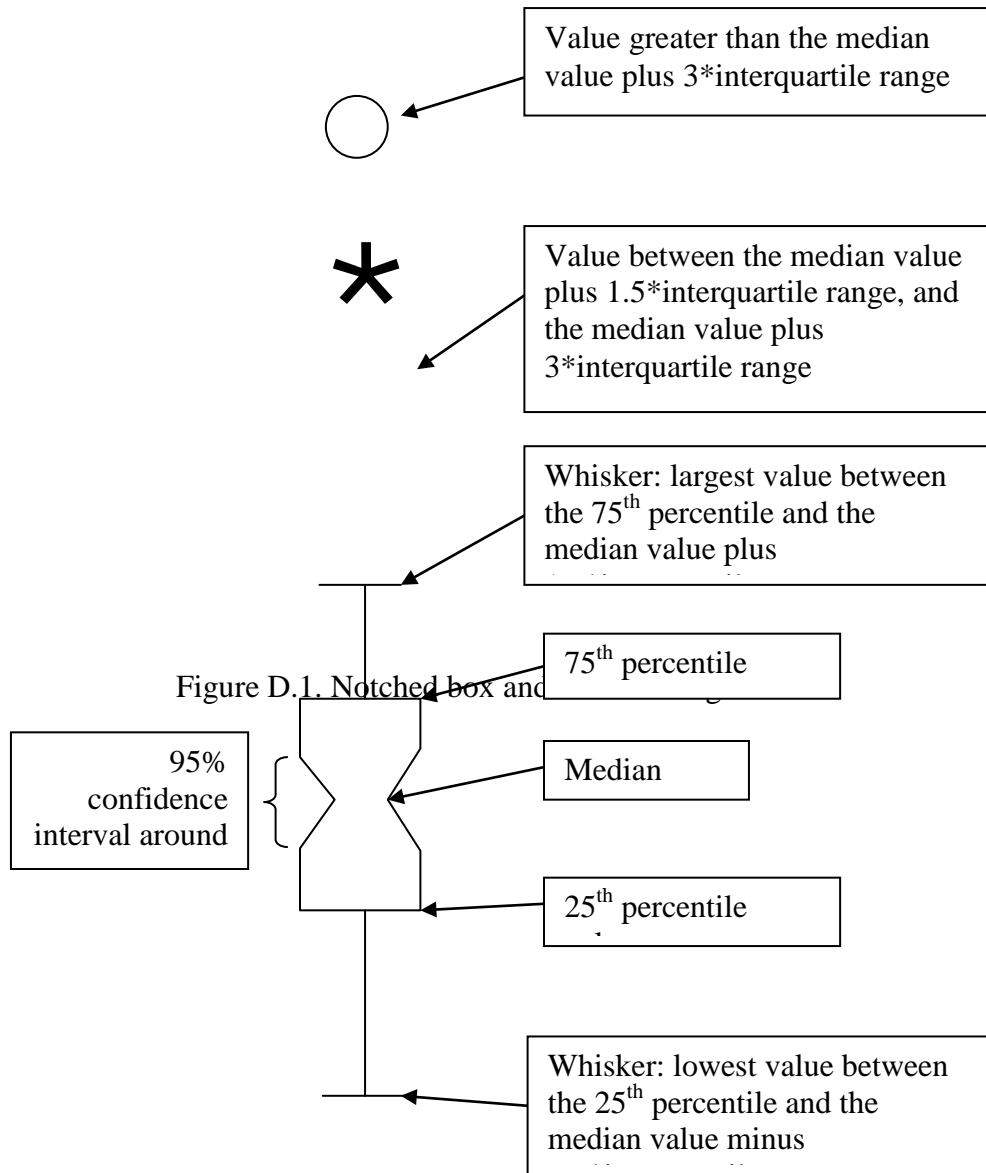 Value greater than the median
value plus 3*interquartile range
Value between the median value
plus 1.5*interquartile range, and
the median value plus
3*interquartile range
Whisker: largest value between
the 75th percentile and the
median value plus
75th percentile
Figure D.1. Notched box and
95%
confidence
interval around
Median
25th percentile
Whisker: lowest value between
the 25th percentile and the
median value minus